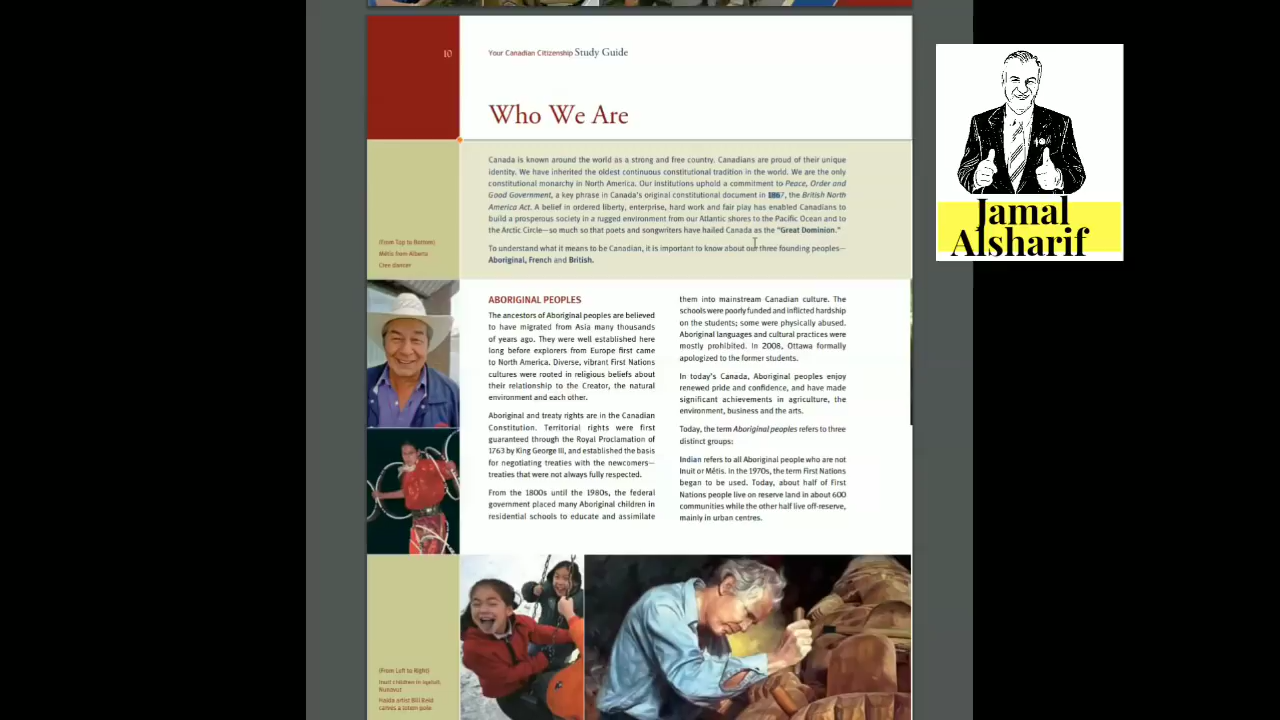 10
Your Canadian Citizenship Study Guide
Who We Are
Canada is known around the world as a strong and free country. Canadians are proud of their unique
identity. We have inherited the oldest continuous constitutional tradition in the world. We are the only
constitutional monarchy in North America. Our institutions uphold a commitment to Peace, Order and
Good Government, a key phrase in Canada's original constitutional document in 1867, the British North
America Act. A belief in ordered liberty, enterprise, hard work and fair play has enabled Canadians to
build a prosperous society in a rugged environment from our Atlantic shores to the Pacific Ocean and to
the Arctic Circle—so much so that poets and songwriters have hailed Canada as the “Great Dominion.”
To understand what it means to be Canadian, it is important to know about our three founding peoples—
Aboriginal, French and British.
(From Top to Bottom)
Métis from Alberta
Cree dancer
ABORIGINAL PEOPLES
The ancestors of Aboriginal peoples are believed
to have migrated from Asia many thousands
of years ago. They were well established here
long before explorers from Europe first came
to North America. Diverse, vibrant First Nations
cultures were rooted in religious beliefs about
their relationship to the Creator, the natural
environment and each other.
Aboriginal and treaty rights are in the Canadian
Constitution. Territorial rights were first
guaranteed through the Royal Proclamation of
1763 by King George III, and established the basis
for negotiating treaties with the newcomers—
treaties that were not always fully respected.
From the 1800s until the 1980s, the federal
government placed many Aboriginal children in
residential schools to educate and assimilate
them into mainstream Canadian culture. The
schools were poorly funded and inflicted hardship
on the students; some were physically abused.
Aboriginal languages and cultural practices were
mostly prohibited. In 2008, Ottawa formally
apologized to the former students.
In today's Canada, Aboriginal peoples enjoy
renewed pride and confidence, and have made
significant achievements in agriculture, the
environment, business and the arts.
Today, the term Aboriginal peoples refers to three
distinct groups:
Indian refers to all Aboriginal people who are not
Inuit or Métis. In the 1970s, the term First Nations
began to be used. Today, about half of First
Nations people live on reserve land in about 600
communities while the other half live off-reserve,
mainly in urban centres.
(From Left to Right)
Inuit children in Iqaluit,
Nunavut
Haida artist Bill Reid
carves a totem pole
Jamal
Alsharif